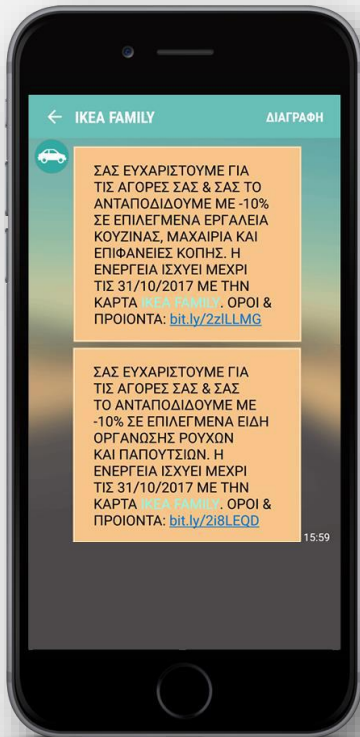 ← IKEA FAMILY ΔΙΑΓΡΑΦΗ
ΣΑΣ ΕΥΧΑΡΙΣΤΟΥΜΕ ΓΙΑ
ΤΙΣ ΑΓΟΡΕΣ ΣΑΣ & ΣΑΣ ΤΟ
ΑΝΤΑΠΟΔΙΔΟΥΜΕ ΜΕ -10%
ΣΕ ΕΠΙΛΕΓΜΕΝΑ ΕΡΓΑΛΕΙΑ
ΚΟΥΖΙΝΑΣ, ΜΑΧΑΙΡΙΑ ΚΑΙ
ΕΠΙΦΑΝΕΙΕΣ ΚΟΠΗΣ. Η
ΕΝΕΡΓΕΙΑ ΙΣΧΥΕΙ ΜΕΧΡΙ
ΤΙΣ 31/10/2017 ΜΕ ΤΗΝ
ΚΑΡΤΑ IKEA FAMILY. ΟΡΟΙ &
ΠΡΟΙΟΝΤΑ: bit.ly/2zlLLMG
ΣΑΣ ΕΥΧΑΡΙΣΤΟΥΜΕ ΓΙΑ
ΤΙΣ ΑΓΟΡΕΣ ΣΑΣ & ΣΑΣ
ΤΟ ΑΝΤΑΠΟΔΙΔΟΥΜΕ ΜΕ
-10% ΣΕ ΕΠΙΛΕΓΜΕΝΑ ΕΙΔΗ
ΟΡΓΑΝΩΣΗΣ ΡΟΥΧΩΝ
ΚΑΙ ΠΑΠΟΥΤΣΙΩΝ. Η
ΕΝΕΡΓΕΙΑ ΙΣΧΥΕΙ ΜΕΧΡΙ
ΤΙΣ 31/10/2017 ΜΕ ΤΗΝ
ΚΑΡΤΑ IKEA FAMILY. ΟΡΟΙ &
ΠΡΟΙΟΝΤΑ: bit.ly/2i8LEQD
15:59